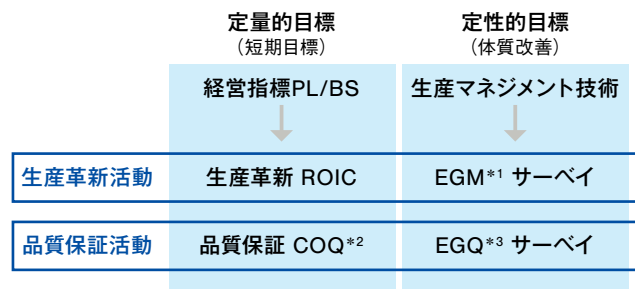 定量的目標 定性的目標
（短期目標） （体質改善）
経営指標PL/BS 生産マネジメント技術
生産革新活動 生産革新 ROIC EGM*1 サーベイ
品質保証活動 品質保証 COQ*2 EGQ*3 サーベイ